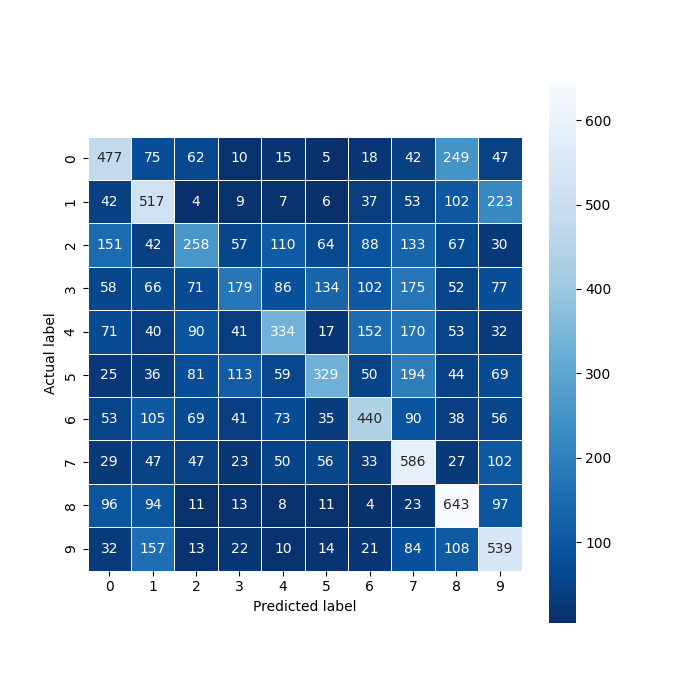 600
0 477 75 62 10 15 5 18 42 249 47
500
1 42 517 4 9 7 6 37 53 102 223
2 151 42 258 57 110 64 88 133 67 30
400
3 58 66 71 179 86 134 102 175 52 77
4 71 40 90 41 334 17 152 170 53 32
Actual label
300
5 25 36 81 113 59 329 50 194 44 69
6 53 105 69 41 73 35 440 90 38 56
200
7 29 47 47 23 50 56 33 586 27 102
8 96 94 11 13 8 11 4 23 643 97
100
9 32 157 13 22 10 14 21 84 108 539
0 1 2 3 4 5 6 7 8 9
Predicted label